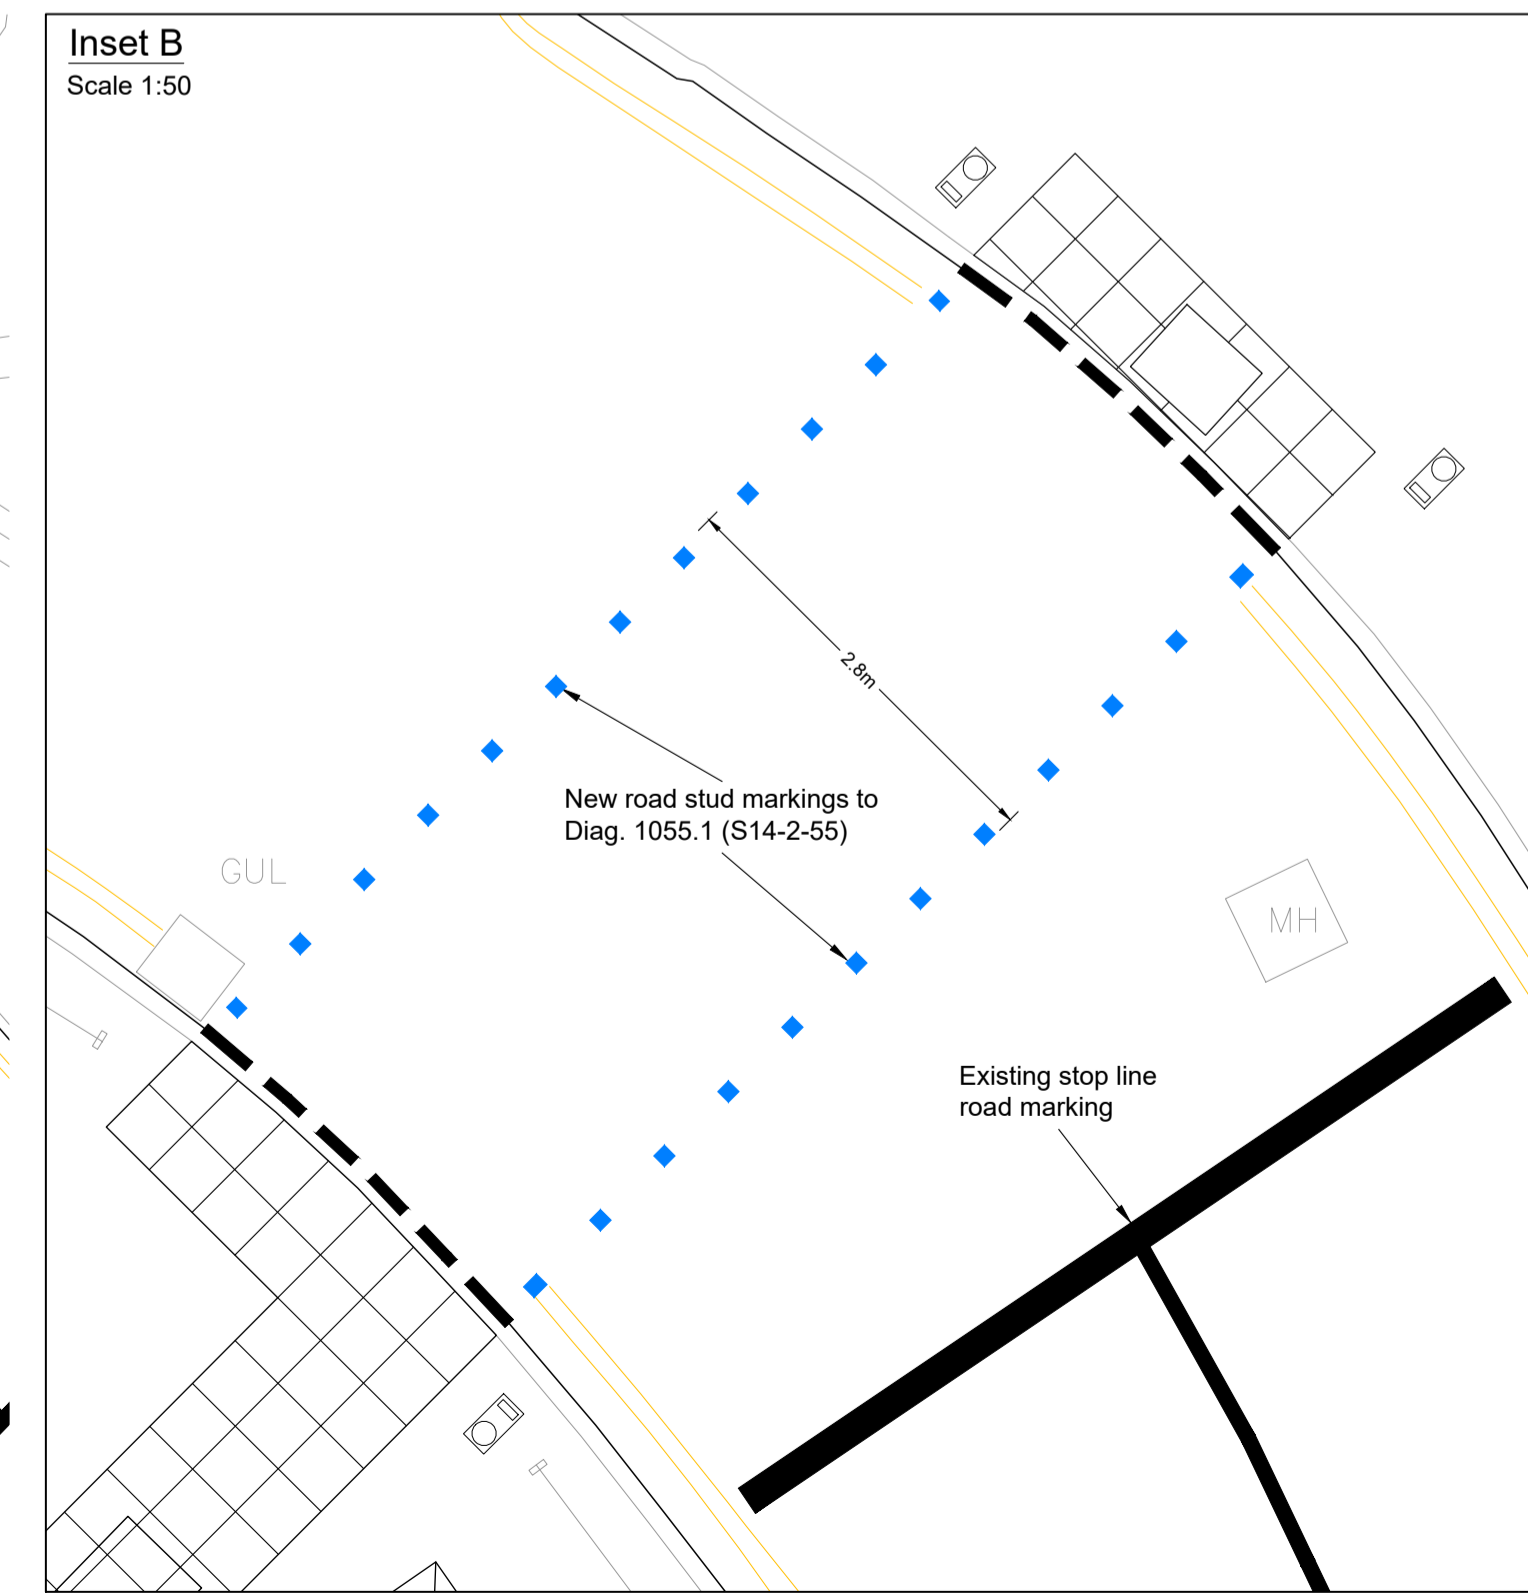 Inset B
Scale 1:50
2.8m
New road stud markings to
Diag. 1055.1 (S14-2-55)
GUL
MH
Existing stop line
road marking